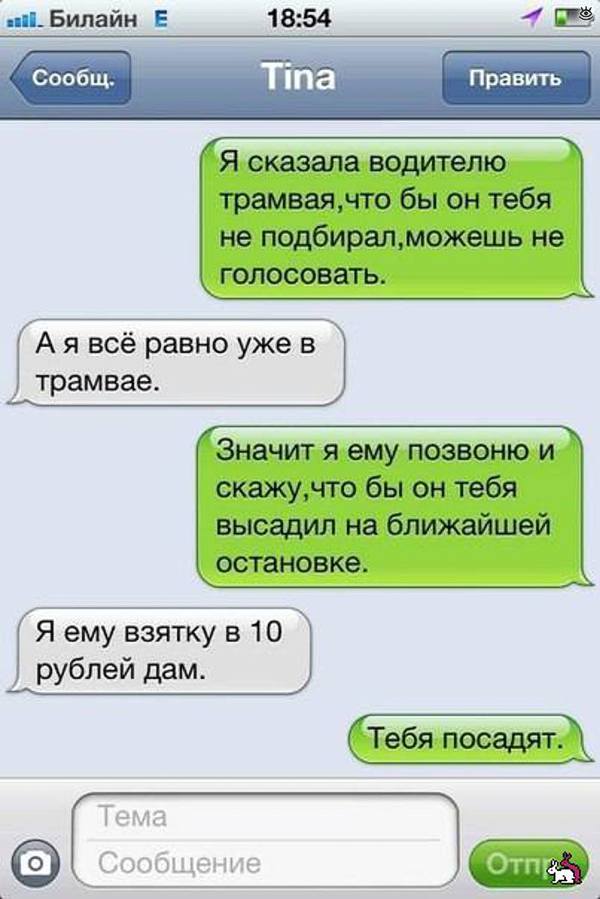 Билайн E 18:54
Сообщ. Tina Править
Я сказала водителю
трамвая,что бы он тебя
не подбирал,можешь не
голосовать.
А я всё равно уже в
трамвае.
Значит я ему позвоню и
скажу,что бы он тебя
высадил на ближайшей
остановке.
Я ему взятку в 10
рублей дам.
Тебя посадят.
Тема
Сообщение